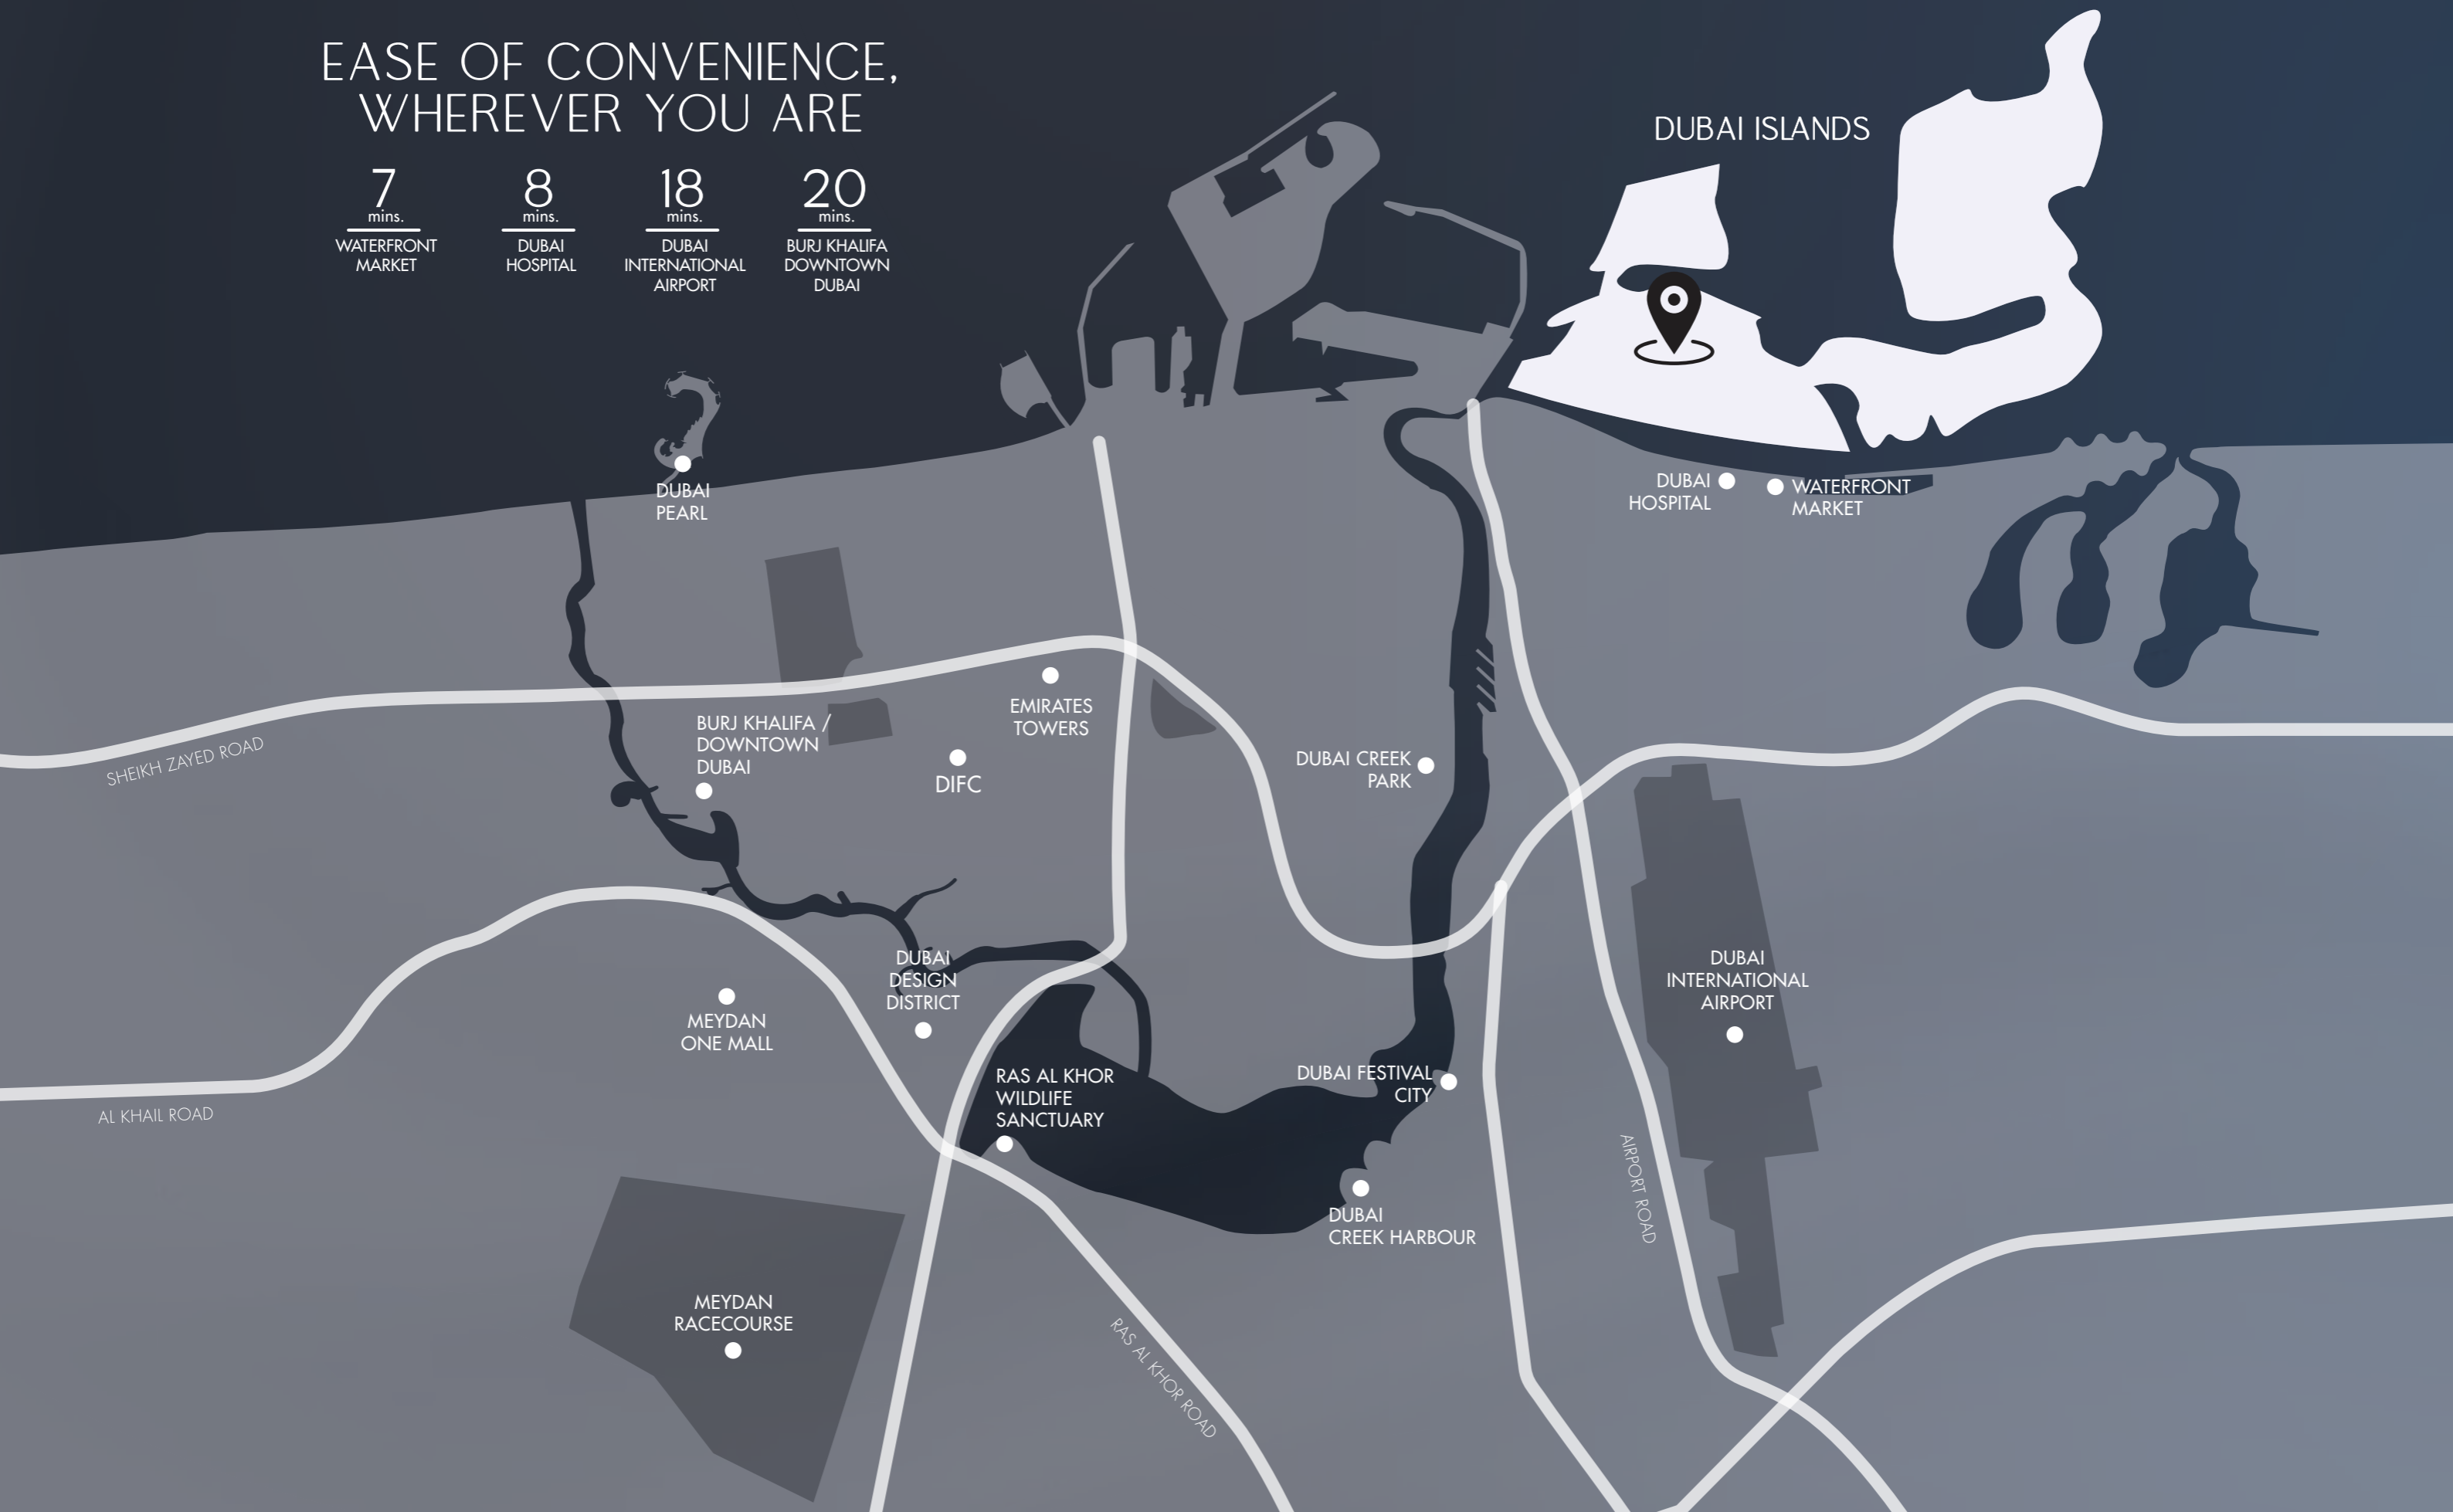 EASE OF CONVENIENCE,
WHEREVER YOU ARE
7
mins.
WATERFRONT
MARKET
8
mins.
DUBAI
HOSPITAL
18
mins.
DUBAI
INTERNATIONAL
AIRPORT
20
mins.
BURJ KHALIFA
DOWNTOWN
DUBAI
DUBAI ISLANDS
DUBAI
PEARL
DUBAI
HOSPITAL
WATERFRONT
MARKET
SHEIKH ZAYED ROAD
BURJ KHALIFA /
DOWNTOWN
DUBAI
EMIRATES
TOWERS
DIFC
DUBAI CREEK
PARK
DUBAI
DESIGN
DISTRICT
DUBAI
INTERNATIONAL
AIRPORT
MEYDAN
ONE MALL
AL KHAIL ROAD
RAS AL KHOR
WILDLIFE
SANCTUARY
DUBAI FESTIVAL
CITY
DUBAI
CREEK HARBOUR
AIRPORT ROAD
MEYDAN
RACECOURSE
RAS AL KHOR ROAD